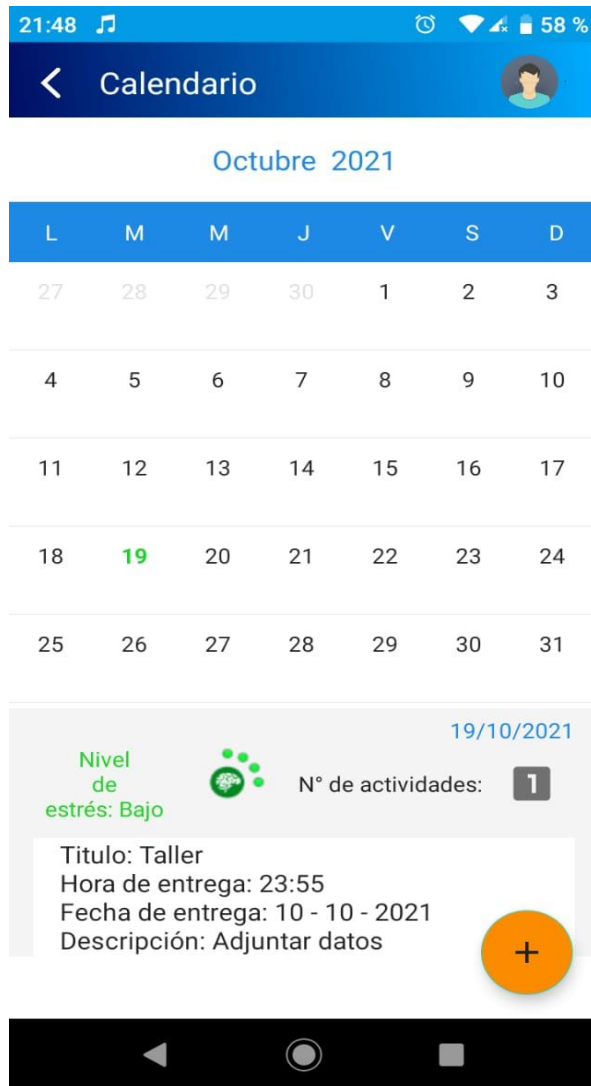 21:48 58 %
Calendario
Octubre 2021
L M M J V S D
27 28 29 30 1 2 3
4 5 6 7 8 9 10
11 12 13 14 15 16 17
18 19 20 21 22 23 24
25 26 27 28 29 30 31
19/10/2021
Nivel
de
estrés: Bajo
N° de actividades: 1
Titulo: Taller
Hora de entrega: 23:55
Fecha de entrega: 10 - 10 - 2021
Descripción: Adjuntar datos
+